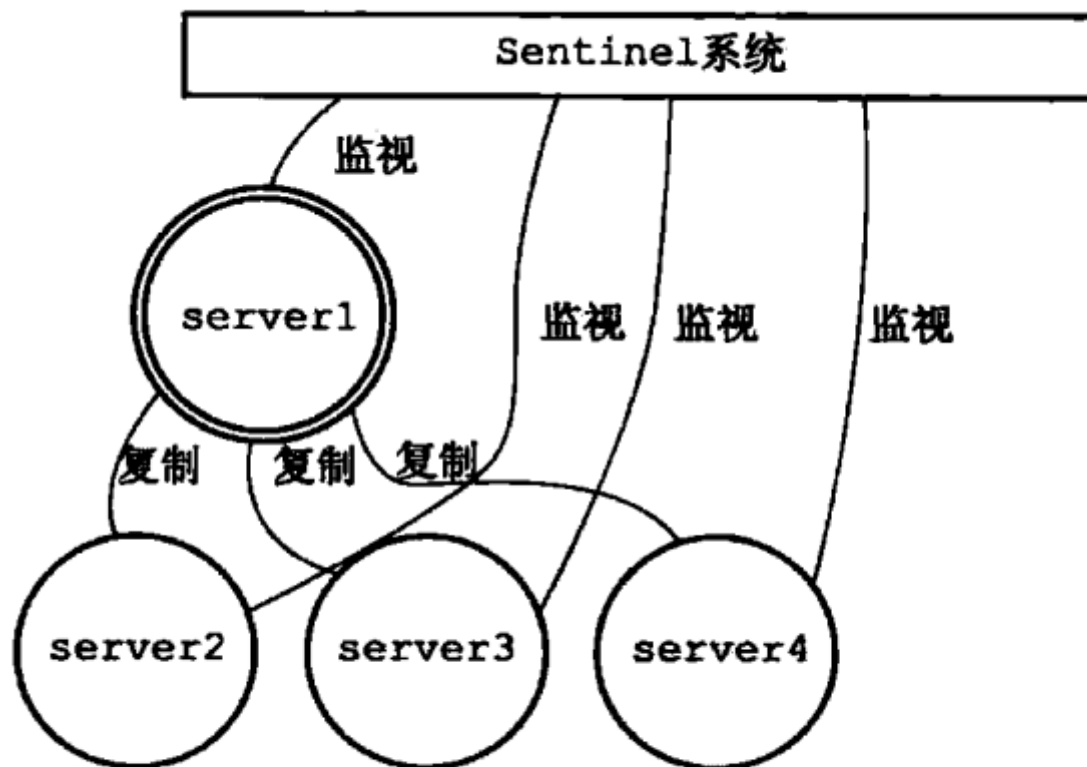 Sentinel系统
监视
server1
监视
监视
监视
复制
复制
复制
server2
server3
server4